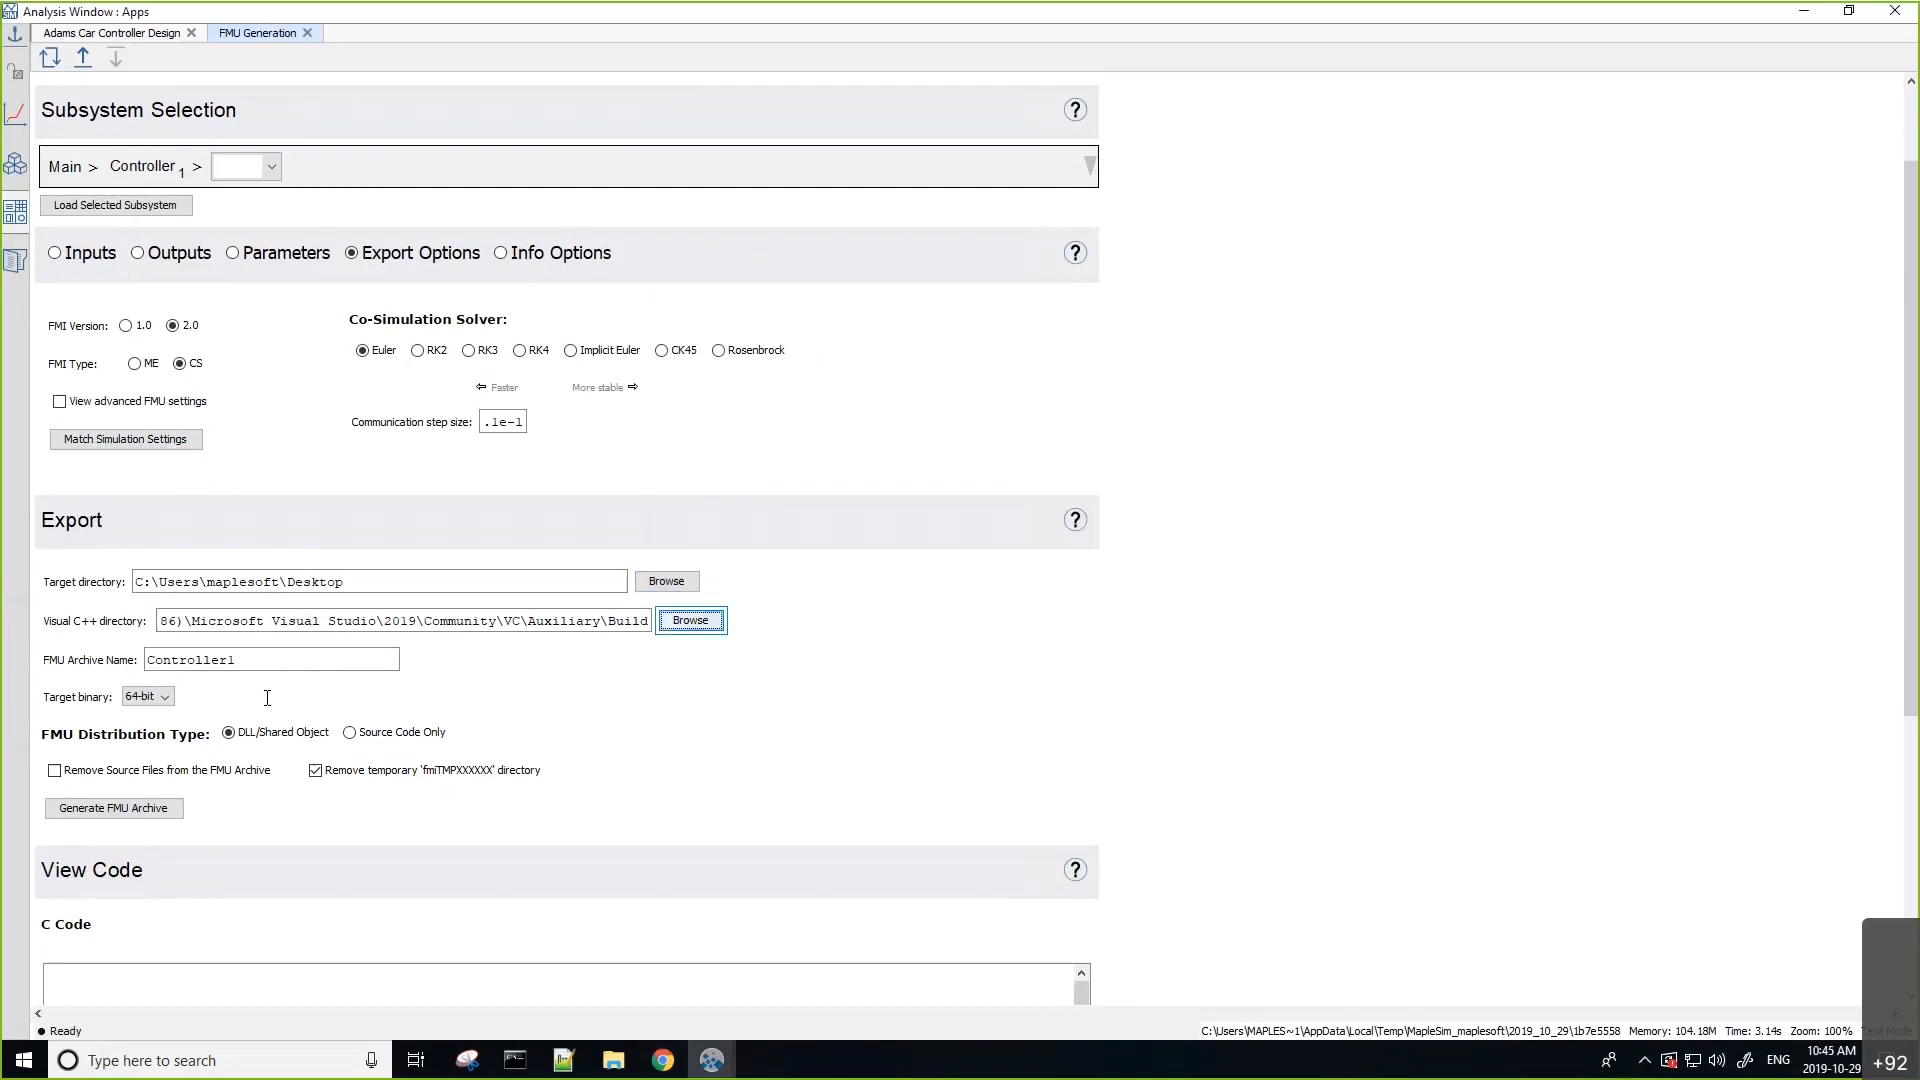 Analysis Window : Apps
Adams Car Controller Design
FMU Generation
Subsystem Selection
?
Main > Controller 1 >
Load Selected Subsystem
Inputs Outputs Parameters Export Options Info Options
?
Co-Simulation Solver:
FMI Version: 1.0 2.0
Euler RK2 RK3 RK4 Implicit Euler CK45 Rosenbrock
FMI Type: ME CS
⇦ Faster More stable ⇨
View advanced FMU settings
Communication step size: .1e-1
Match Simulation Settings
Export
?
Target directory: C:\Users\maplesoft\Desktop Browse
Visual C++ directory: 86)\Microsoft Visual Studio\2019\Community\VC\Auxiliary\Build Browse
FMU Archive Name: Controller1
Target binary: 64-bit
FMU Distribution Type: DLL/Shared Object Source Code Only
Remove Source Files from the FMU Archive Remove temporary 'fmiTMPXXXXXX' directory
Generate FMU Archive
View Code
?
C Code
Ready
C:\Users\MAPLES~1\AppData\Local\Temp\MapleSim_maplesoft\2019_10_29\1b7e5558 Memory: 104.18M Time: 3.14s Zoom: 100% Text Mode
Type here to search
ENG
10:45 AM
2019-10-29
+92